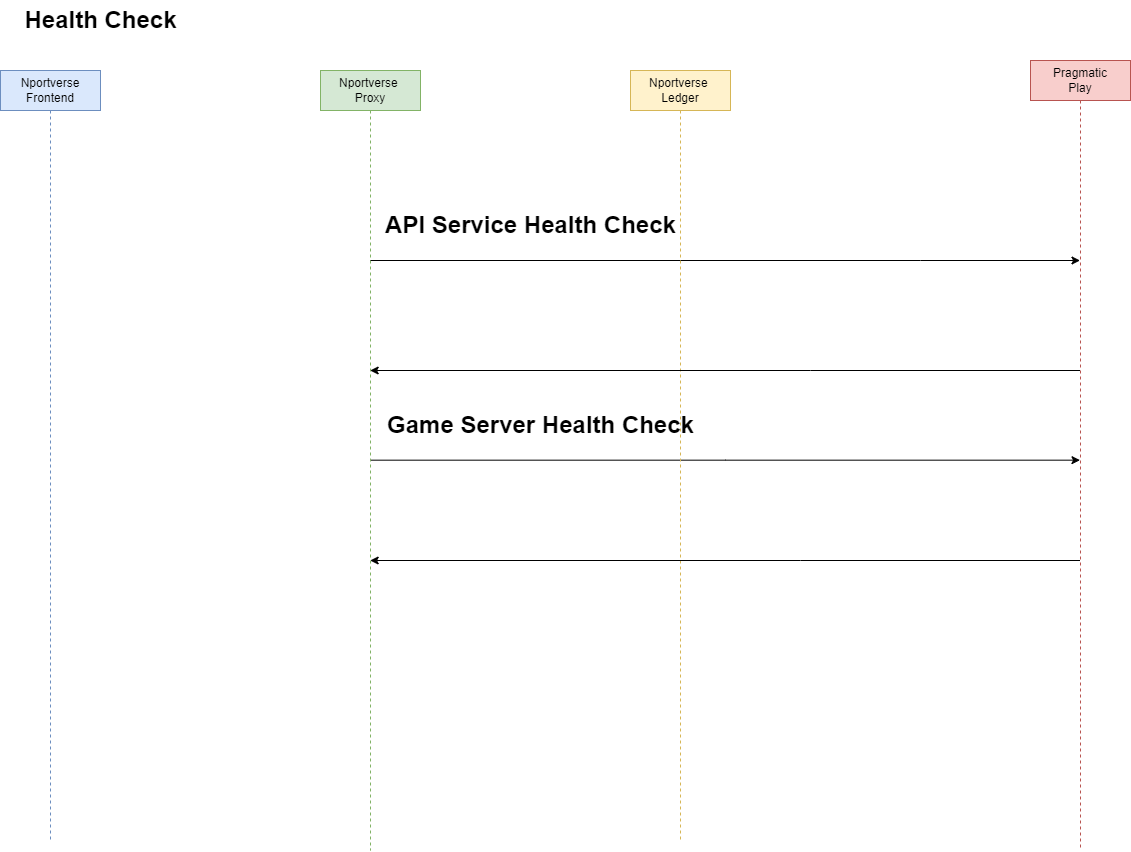 Health Check
Nportverse
Frontend
Nportverse
Proxy
Nportverse
Ledger
Pragmatic
Play
API Service Health Check
Game Server Health Check